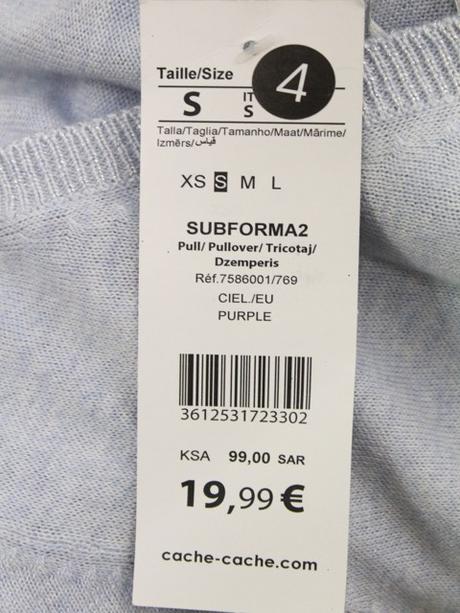 Taille/Size
4
S IT
S
Talla/Taglia/Tamanho/Maat/Mărime/
Izmērs/قياس
XS S M L
SUBFORMA2
Pull/ Pullover/ Tricotaj/
Dzemperis
Réf.7586001/769
CIEL./EU
PURPLE
3612531723302
KSA 99,00 SAR
19,99 €
cache-cache.com